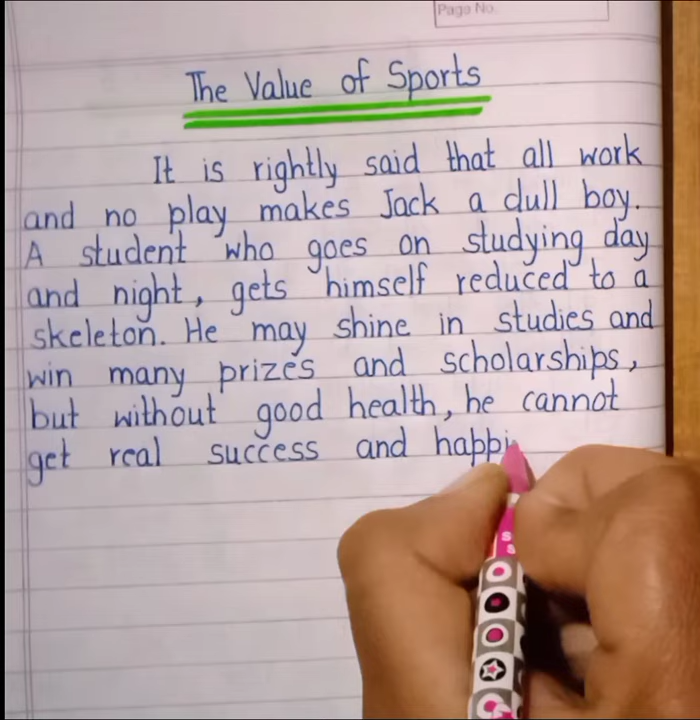 Page No.
The Value of Sports
It is rightly said that all work
and no play makes Jack a dull boy.
A student who goes on studying day
and night, gets himself reduced to a
skeleton. He may shine in studies and
win many prizes and scholarships,
but without good health, he cannot
get real success and happi